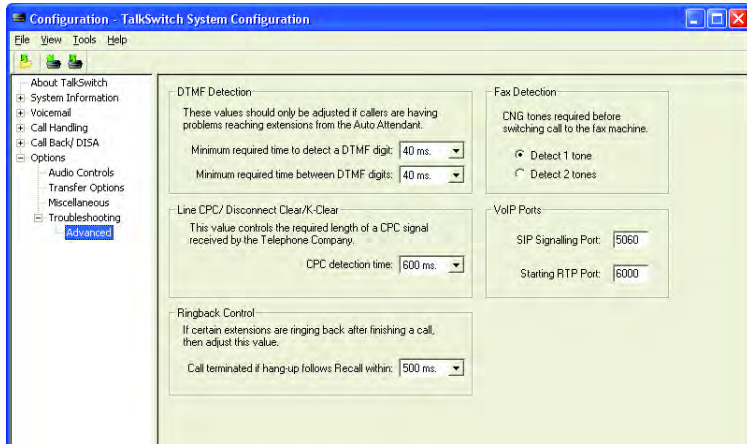 Configuration - TalkSwitch System Configuration
File View Tools Help
About TalkSwitch
System Information
Voicemail
Call Handling
Call Back/ DISA
Options
Audio Controls
Transfer Options
Miscellaneous
Troubleshooting
Advanced
DTMF Detection
These values should only be adjusted if callers are having
problems reaching extensions from the Auto Attendant.
Minimum required time to detect a DTMF digit: 40 ms.
Minimum required time between DTMF digits: 40 ms.
Fax Detection
CNG tones required before
switching call to the fax machine.
Detect 1 tone
Detect 2 tones
Line CPC/ Disconnect Clear/K-Clear
This value controls the required length of a CPC signal
received by the Telephone Company.
CPC detection time: 600 ms.
VoIP Ports
SIP Signalling Port: 5060
Starting RTP Port: 6000
Ringback Control
If certain extensions are ringing back after finishing a call,
then adjust this value.
Call terminated if hang-up follows Recall within: 500 ms.